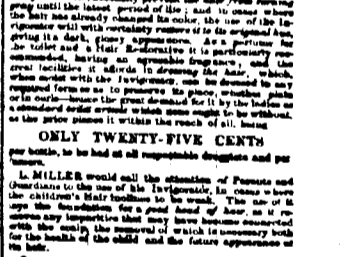 gray until the latest period of life ; and in cases where
the hair has already changed its color, the use of the In-
vigorator will with certainty restore it to its original hue,
giving it a dark, glossy appearance. As a perfume for
the toilet and a Hair Restorative it is particularly rec-
ommended, having an agreeable fragrance, and the
great facilities it affords in dressing the hair, which,
when moist with the Invigorator, can be dressed in any
required form so as to preserve its place, whether plain
or in curls—hence the great demand for it by the ladies as
a standard toilet article which none ought to be without,
as the price places it within the reach of all, being
ONLY TWENTY-FIVE CENTS
per bottle, to be had at all respectable druggists and per
fumers.
L. MILLER would call the attention of Parents and
Guardians to the use of his Invigorator, in cases where
the children's Hair inclines to be weak. The use of it
lays the foundation for a good head of hair, as it re-
moves any impurities that may have become connected
with the scalp, the removal of which is necessary both
for the health of the child and the future appearance of
its hair.